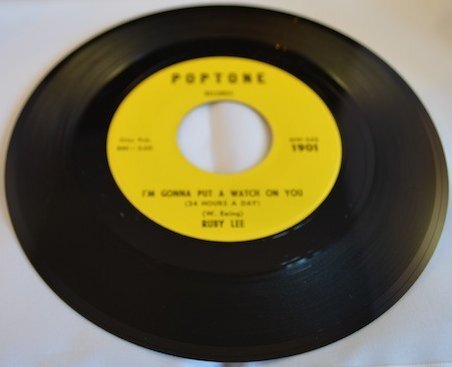 POPTONE
RECORDS
1901
I'M GONNA PUT A WATCH ON YOU
(24 HOURS A DAY)
(W. Ewing)
RUBY LEE